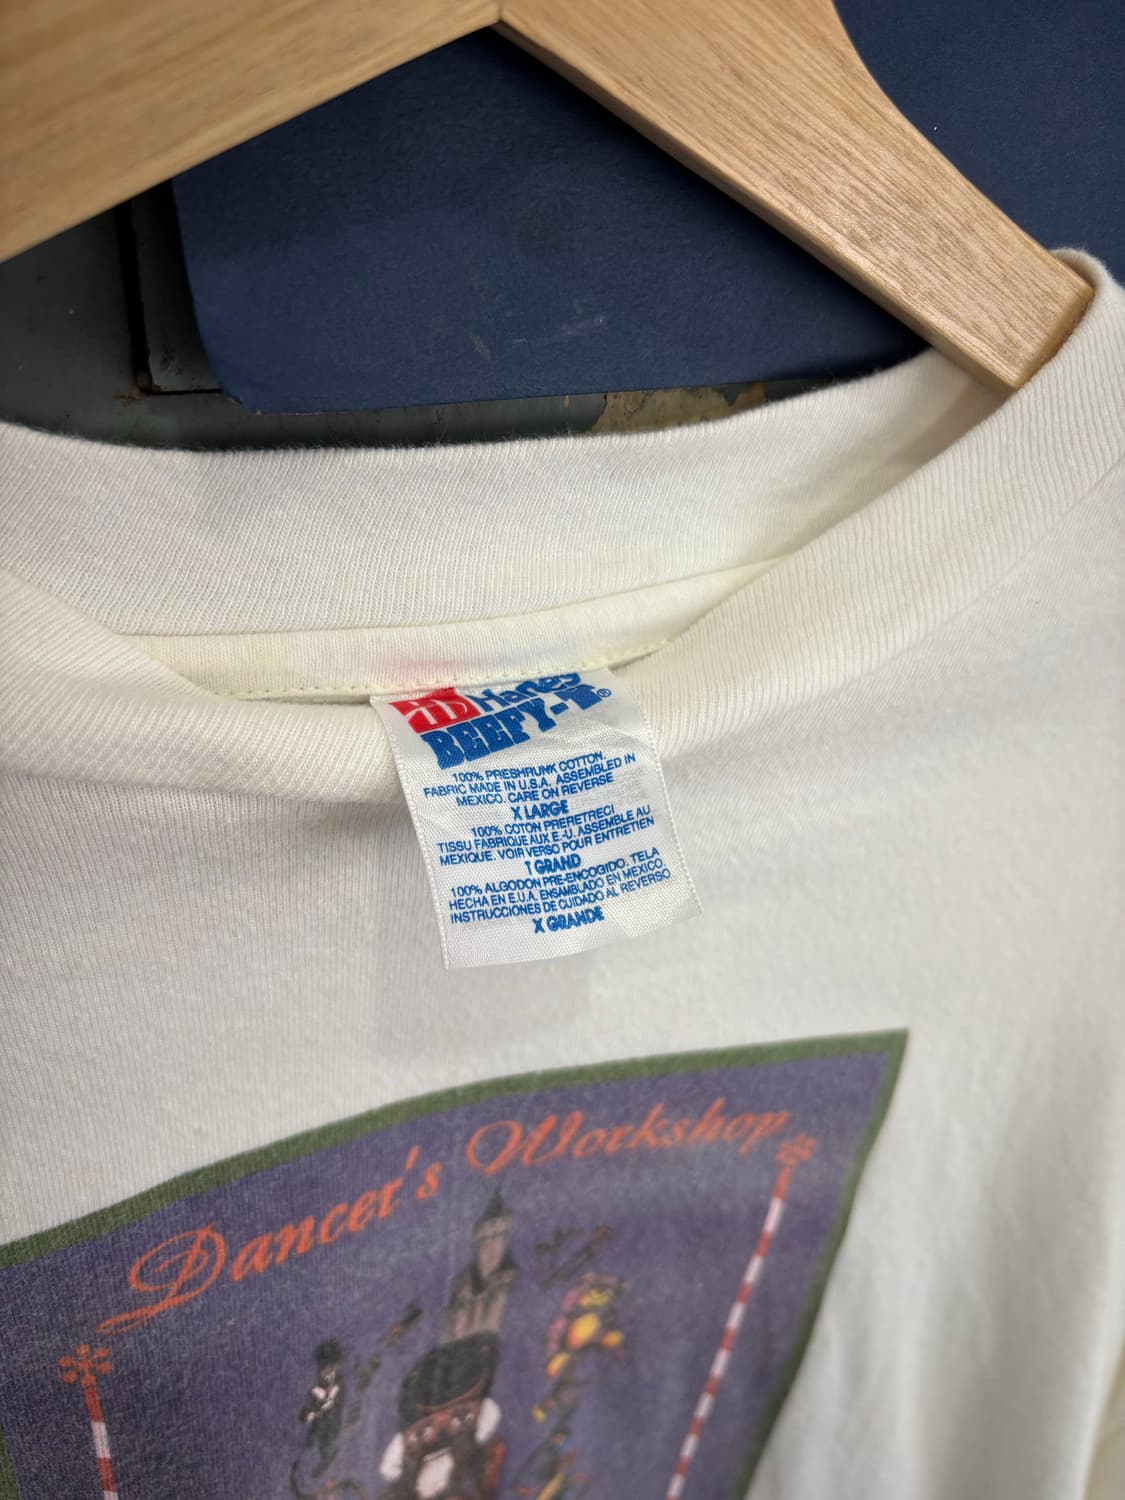 Hanes
BEEFY-T®
100% PRESHRUNK COTTON.
FABRIC MADE IN U.S.A. ASSEMBLED IN
MEXICO. CARE ON REVERSE
X LARGE
100% COTON PRERETRECI
TISSU FABRIQUE AUX E.-U. ASSEMBLE AU
MEXIQUE. VOIR VERSO POUR ENTRETIEN
T GRAND
100% ALGODON PRE-ENCOGIDO. TELA
HECHA EN E.U.A. ENSAMBLADO EN MEXICO.
INSTRUCCIONES DE CUIDADO AL REVERSO
X GRANDE
Dancer's Workshop